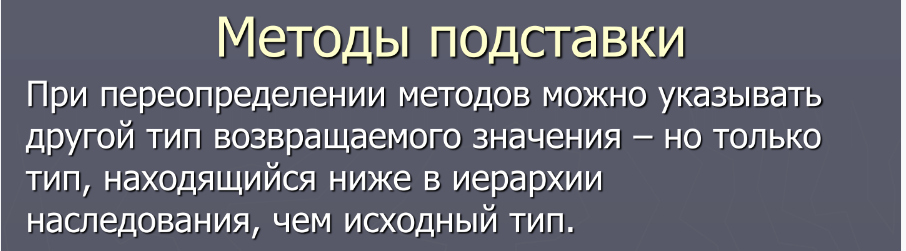 Методы подставки
При переопределении методов можно указывать
другой тип возвращаемого значения – но только
тип, находящийся ниже в иерархии
наследования, чем исходный тип.